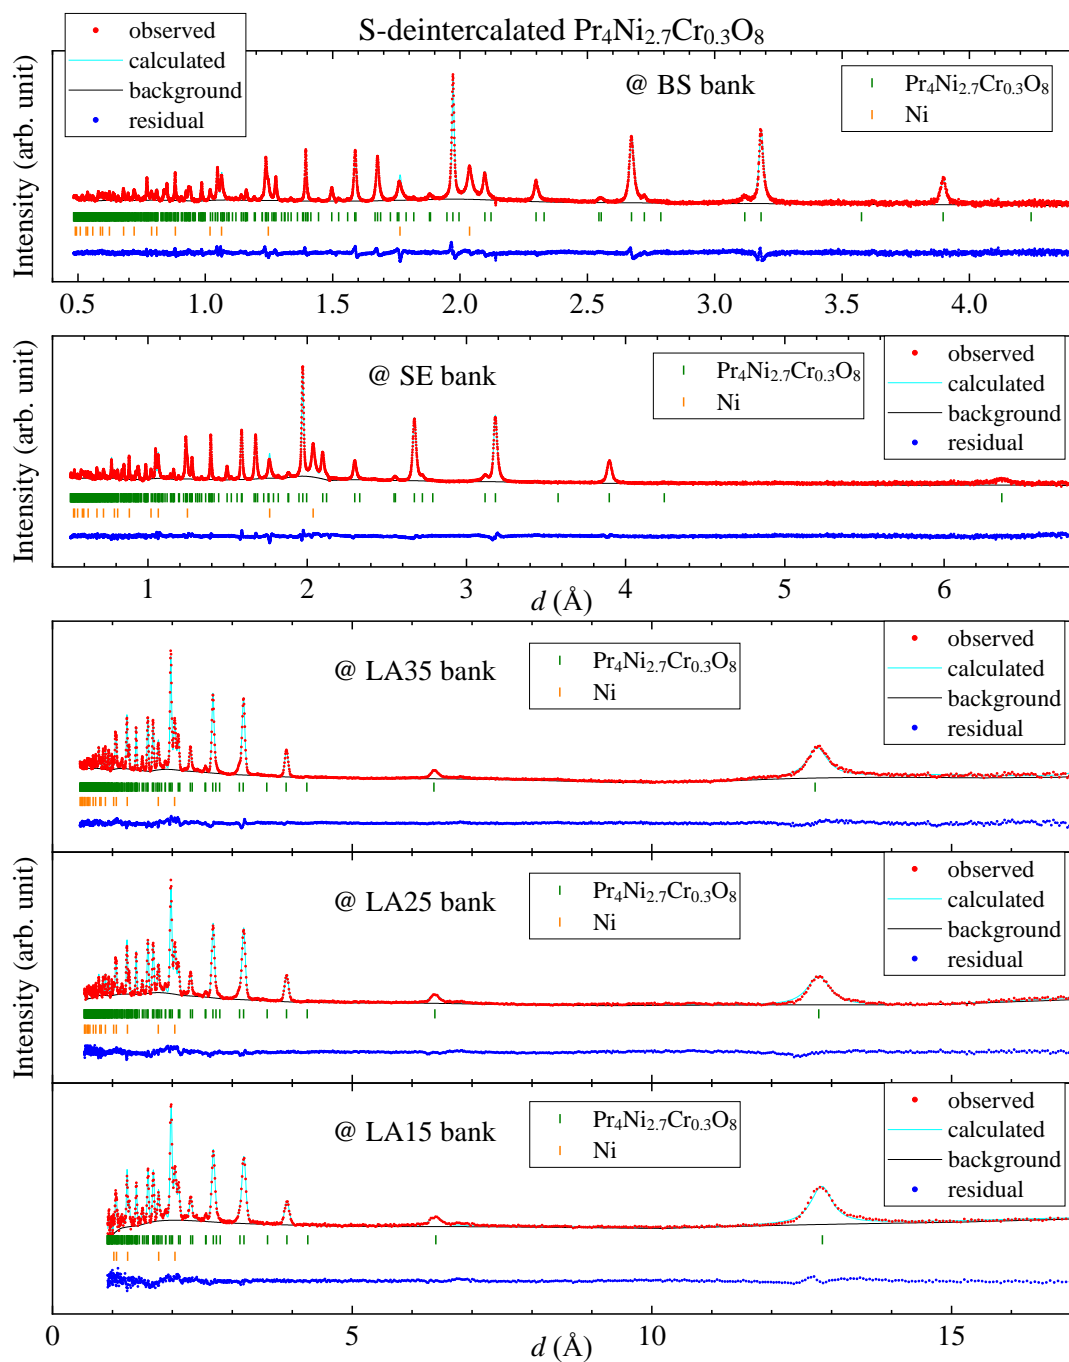 S-deintercalated Pr₄Ni₂.₇Cr₀.₃O₈
observed
calculated
background
residual
@ BS bank
Pr₄Ni₂.₇Cr₀.₃O₈
Ni
Intensity (arb. unit)
0.5 1.0 1.5 2.0 2.5 3.0 3.5 4.0
@ SE bank
Pr₄Ni₂.₇Cr₀.₃O₈
Ni
observed
calculated
background
residual
Intensity (arb. unit)
1 2 3 4 5 6
d (Å)
@ LA35 bank
Pr₄Ni₂.₇Cr₀.₃O₈
Ni
observed
calculated
background
residual
@ LA25 bank
Pr₄Ni₂.₇Cr₀.₃O₈
Ni
observed
calculated
background
residual
Intensity (arb. unit)
@ LA15 bank
Pr₄Ni₂.₇Cr₀.₃O₈
Ni
observed
calculated
background
residual
0 5 10 15
d (Å)